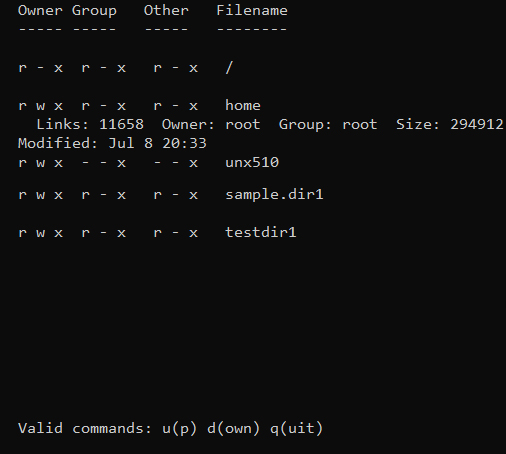 Owner Group   Other   Filename
----- -----   -----   --------
r - x  r - x   r - x   /
r w x  r - x   r - x   home
  Links: 11658  Owner: root  Group: root  Size: 294912
Modified: Jul 8 20:33
r w x  - - x   - - x   unx510
r w x  r - x   r - x   sample.dir1
r w x  r - x   r - x   testdir1
Valid commands: u(p) d(own) q(uit)